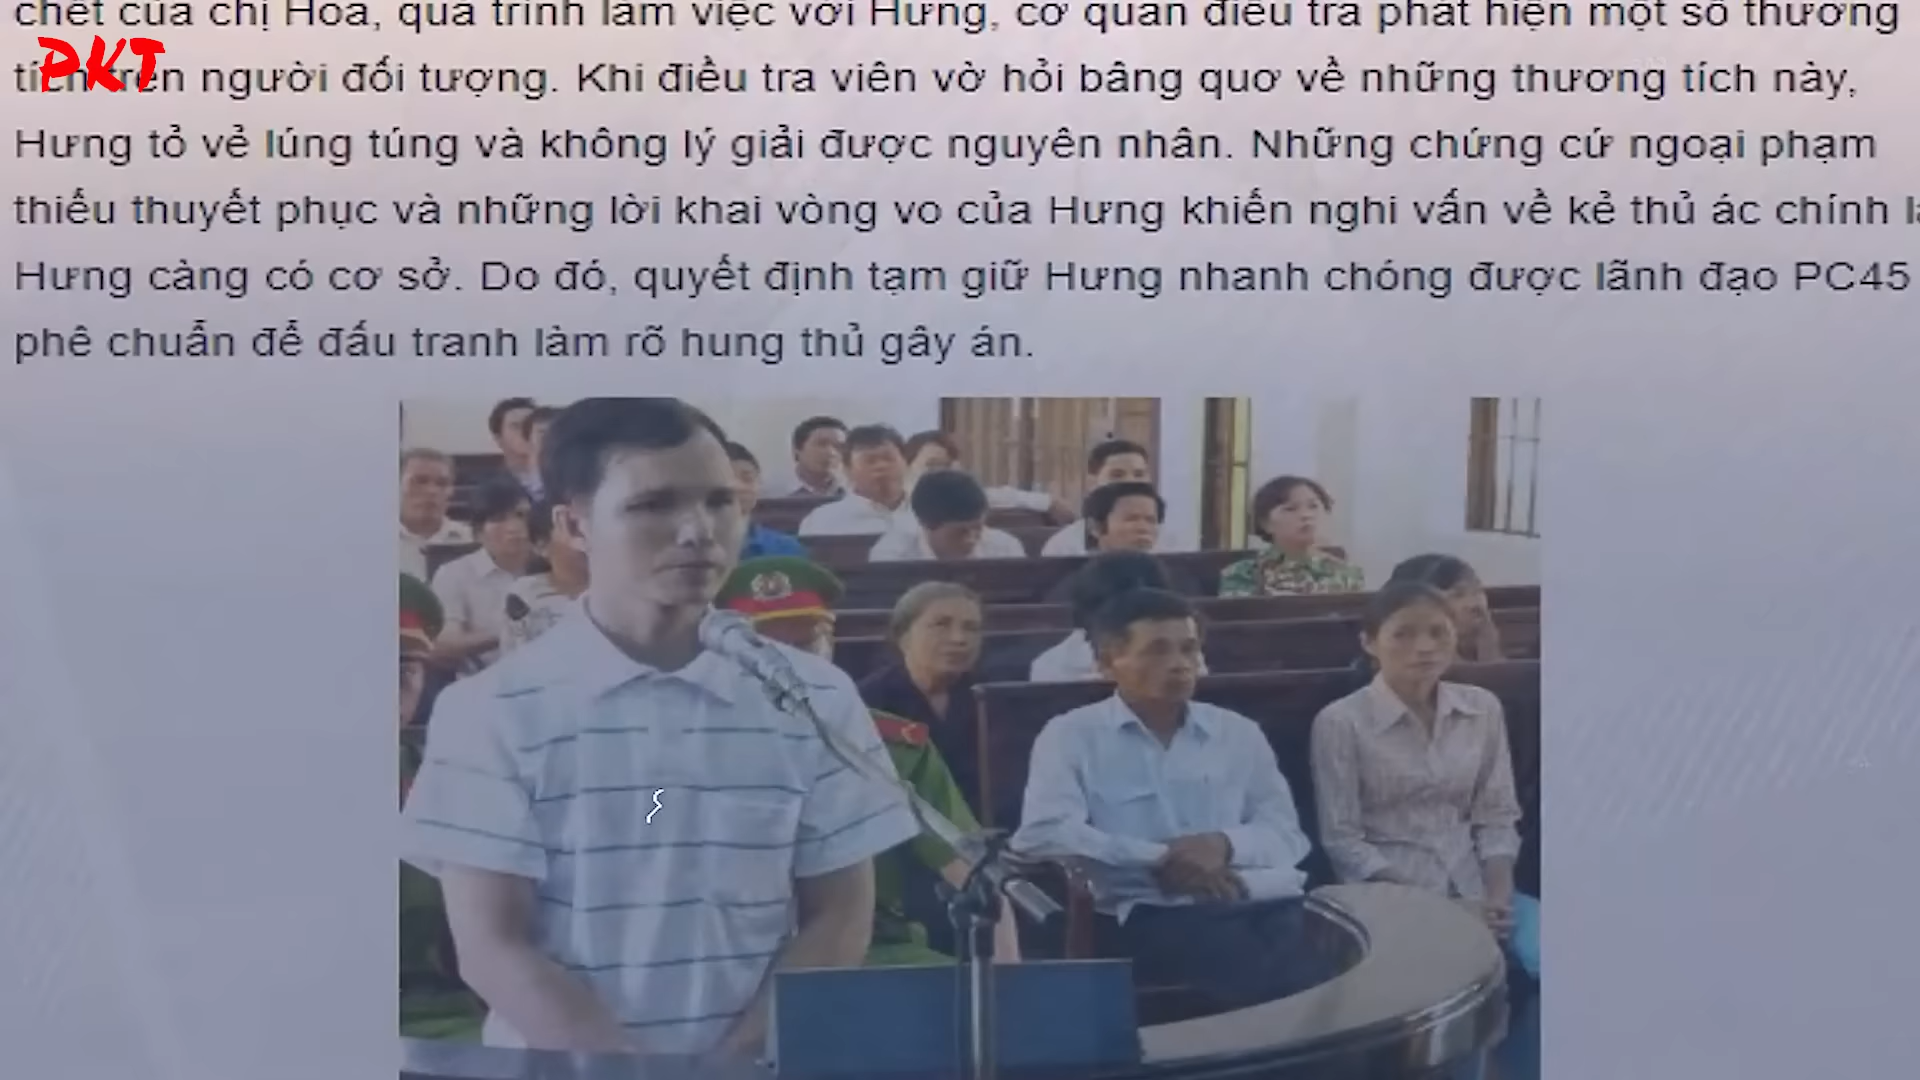 chết của chị Hoa, quá trình làm việc với Hưng, cơ quan điều tra phát hiện một số thương
PKT
tích trên người đối tượng. Khi điều tra viên vờ hỏi bâng quơ về những thương tích này,
Hưng tỏ vẻ lúng túng và không lý giải được nguyên nhân. Những chứng cứ ngoại phạm
thiếu thuyết phục và những lời khai vòng vo của Hưng khiến nghi vấn về kẻ thủ ác chính là
Hưng càng có cơ sở. Do đó, quyết định tạm giữ Hưng nhanh chóng được lãnh đạo PC45
phê chuẩn để đấu tranh làm rõ hung thủ gây án.